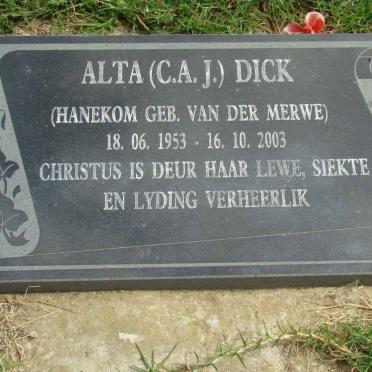 ALTA (C.A.J.) DICK
(HANEKOM GEB. VAN DER MERWE)
18. 06. 1953 - 16. 10. 2003
CHRISTUS IS DEUR HAAR LEWE, SIEKTE
EN LYDING VERHEERLIK